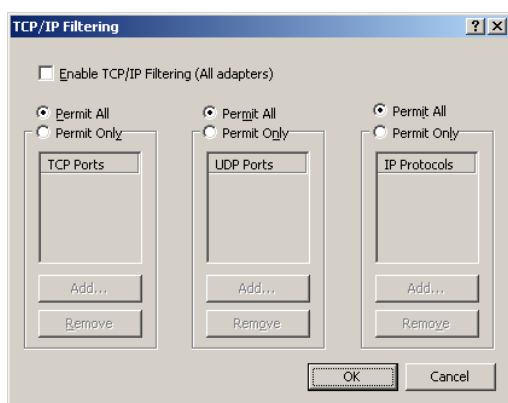 TCP/IP Filtering
Enable TCP/IP Filtering (All adapters)
Permit All Permit All Permit All
Permit Only Permit Only Permit Only
TCP Ports UDP Ports IP Protocols
Add... Add... Add...
Remove Remove Remove
OK Cancel